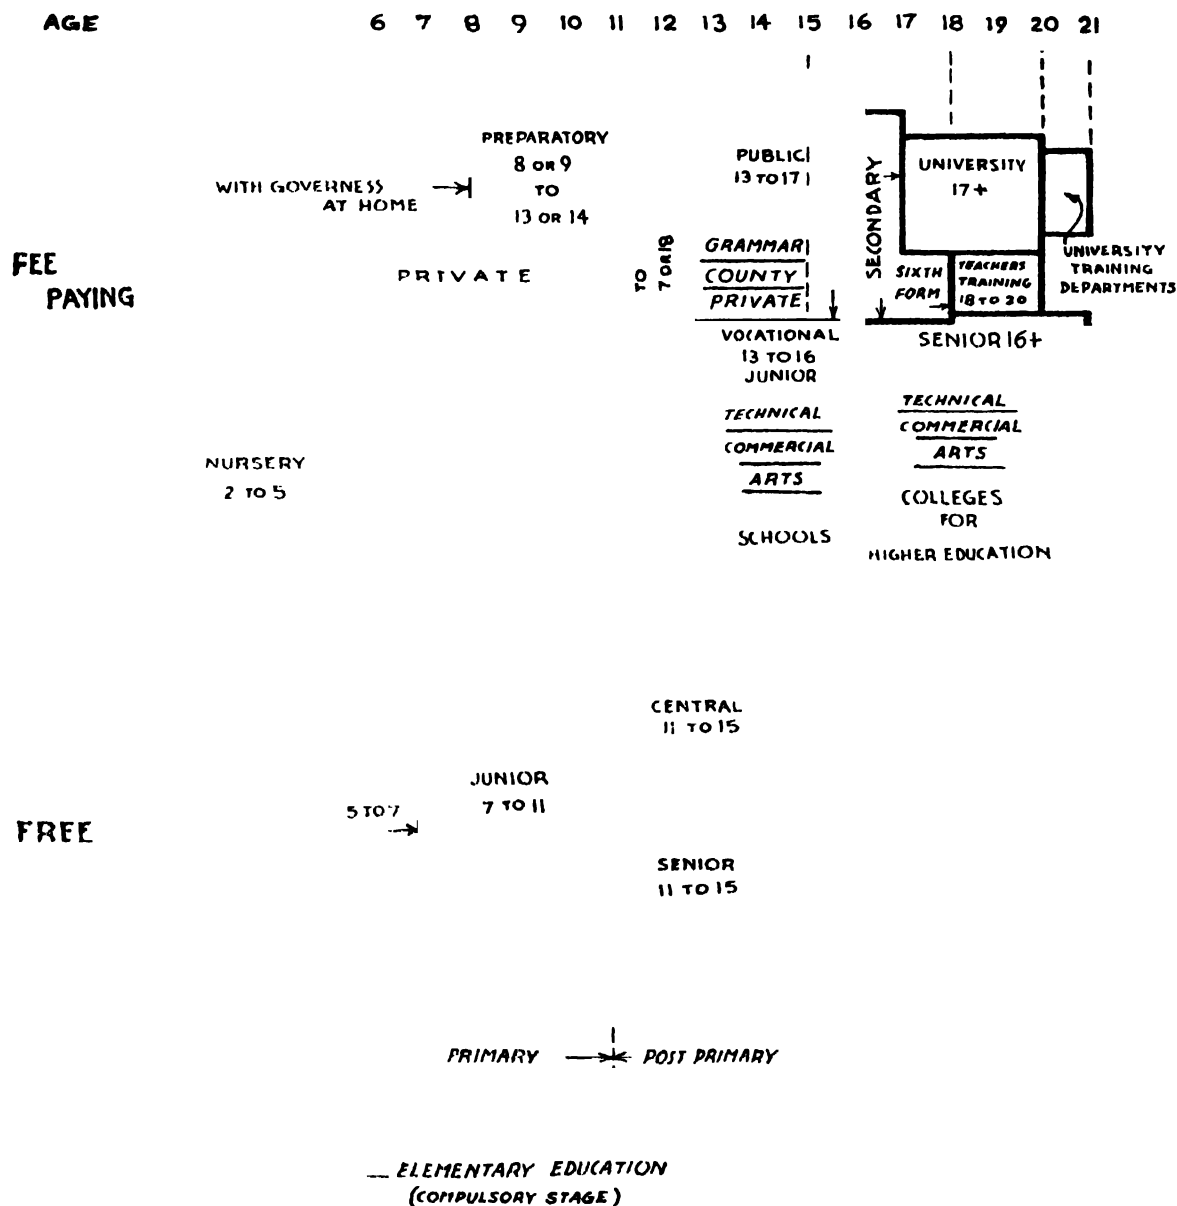 AGE 6 7 8 9 10 11 12 13 14 15 16 17 18 19 20 21
PREPARATORY
8 OR 9
TO
13 OR 14
WITH GOVERNESS
AT HOME
PUBLIC
13 TO 17
SECONDARY
UNIVERSITY
17+
UNIVERSITY
TRAINING
DEPARTMENTS
FEE
PAYING
PRIVATE
TO
7 OR 18
GRAMMAR
COUNTY
PRIVATE
SIXTH
FORM
TEACHERS
TRAINING
18 TO 20
VOCATIONAL
13 TO 16
JUNIOR
TECHNICAL
COMMERCIAL
ARTS
SCHOOLS
SENIOR 16+
TECHNICAL
COMMERCIAL
ARTS
COLLEGES
FOR
HIGHER EDUCATION
NURSERY
2 TO 5
CENTRAL
11 TO 15
JUNIOR
7 TO 11
5 TO 7
FREE
SENIOR
11 TO 15
PRIMARY
POST PRIMARY
ELEMENTARY EDUCATION
(COMPULSORY STAGE)